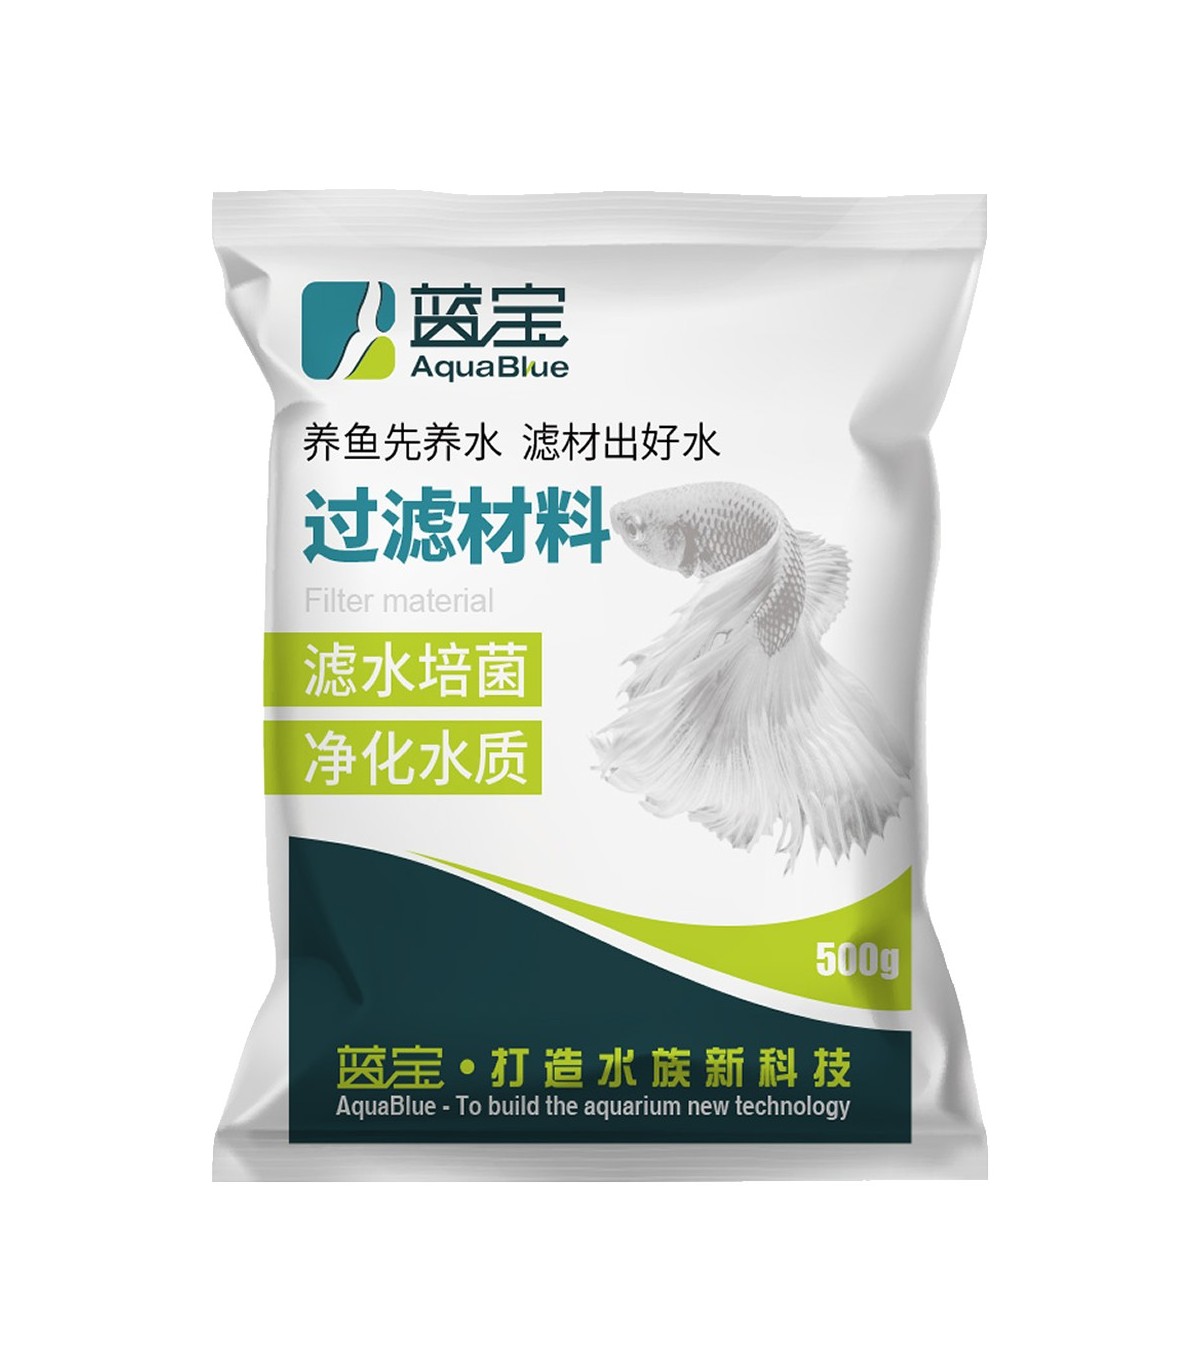 蓝宝
AquaBlue
养鱼先养水 滤材出好水
过滤材料
Filter material
滤水培菌
净化水质
500g
蓝宝·打造水族新科技
AquaBlue - To build the aquarium new technology